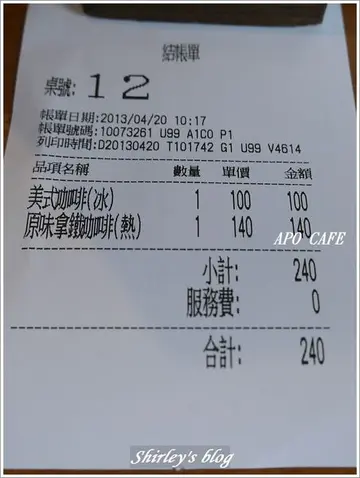 結帳單
桌號: 12
帳單日期:2013/04/20 10:17
帳單號碼:10073261 U99 A1C0 P1
列印時間:D20130420 T101742 G1 U99 V4614
品項名稱 數量 單價 金額
美式咖啡(冰) 1 100 100
原味拿鐵咖啡(熱) 1 140 140
APO CAFE
小計: 240
服務費: 0
合計: 240
Shirley's blog